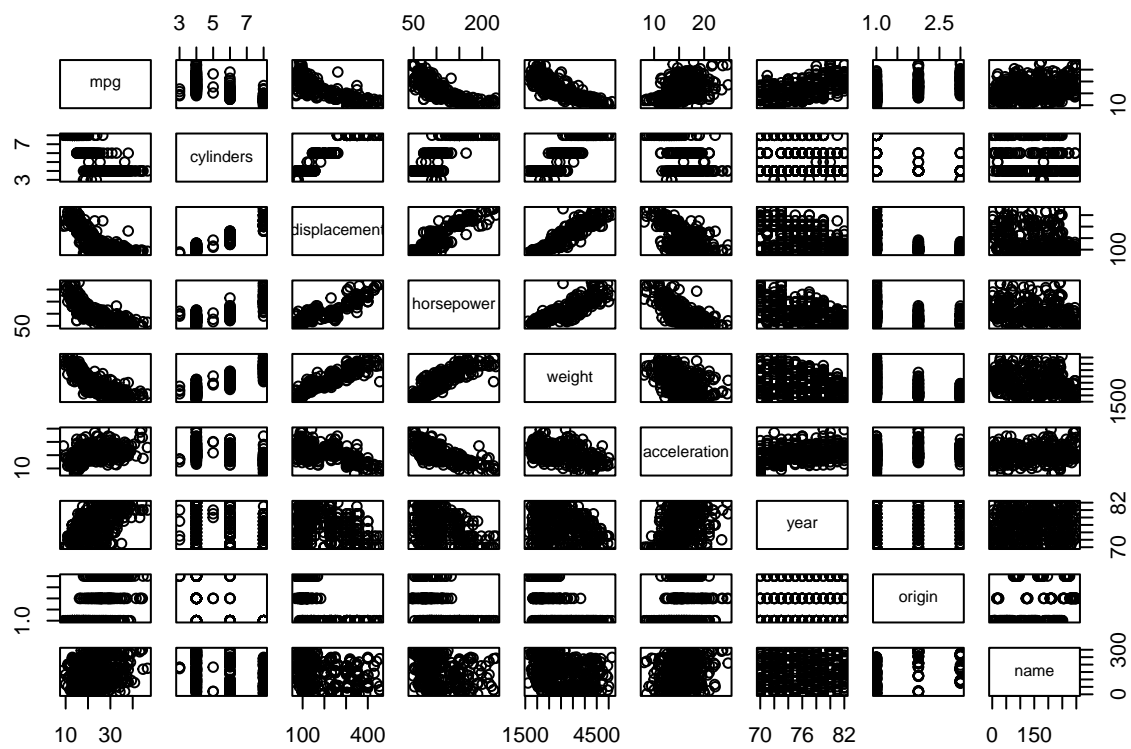 3 5 7
50 200
10 20
1.0 2.5
mpg
10
3 7
cylinders
displacement
100
50
horsepower
weight
1500
10
acceleration
year
70 82
1.0
origin
name
0 150 300
10 30
100 400
1500 4500
70 76 82
0 150